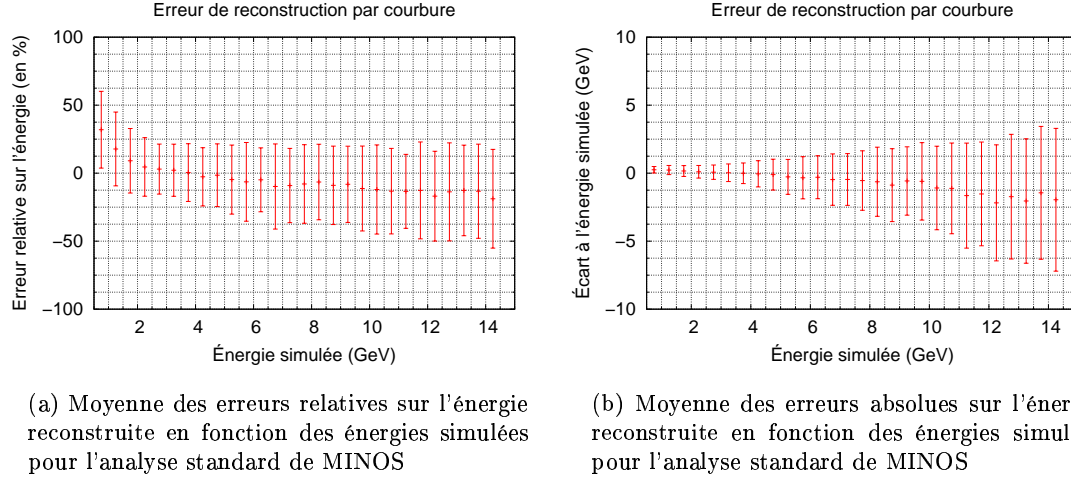 Erreur de reconstruction par courbure
Erreur relative sur l'énergie (en %)
100
50
0
−50
−100
2 4 6 8 10 12 14
Énergie simulée (GeV)
(a) Moyenne des erreurs relatives sur l'énergie
reconstruite en fonction des énergies simulées
pour l'analyse standard de MINOS
Erreur de reconstruction par courbure
Écart à l'énergie simulée (GeV)
10
5
0
−5
−10
2 4 6 8 10 12 14
Énergie simulée (GeV)
(b) Moyenne des erreurs absolues sur l'éner
reconstruite en fonction des énergies simul
pour l'analyse standard de MINOS